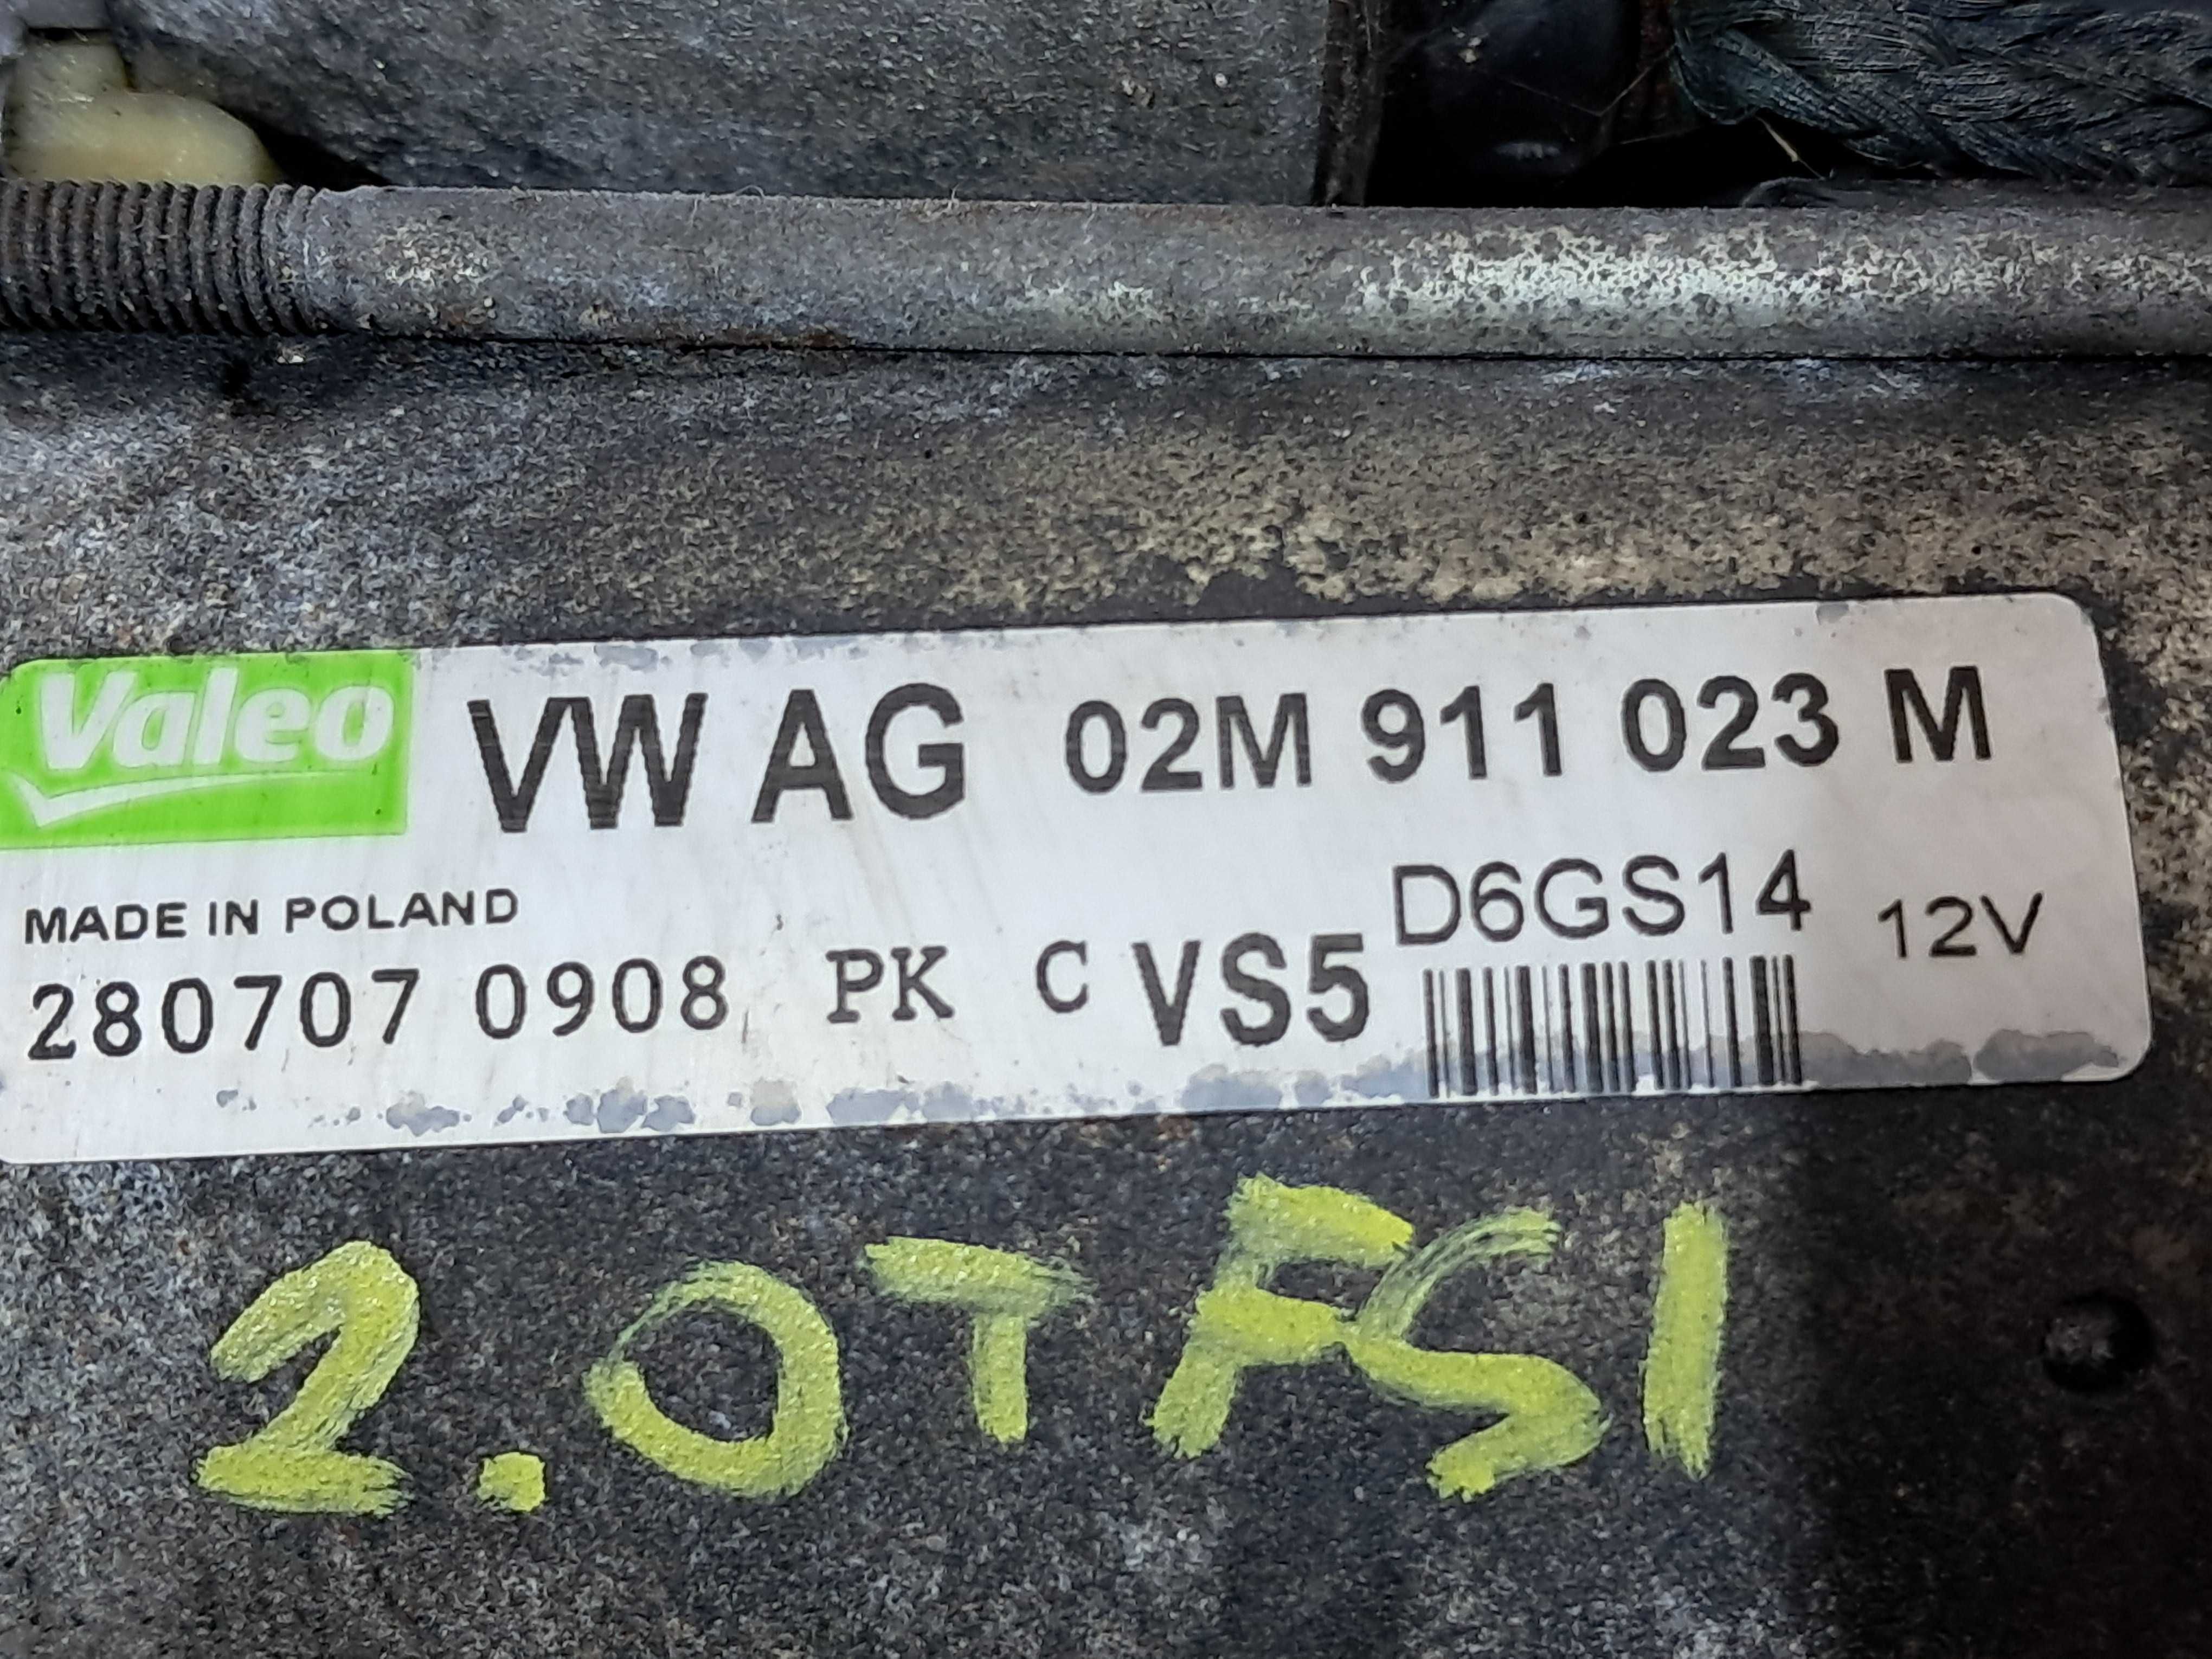 Valeo VW AG 02M 911 023 M
MADE IN POLAND D6GS14 12V
280707 0908 PK C VS5
2.0TFSI